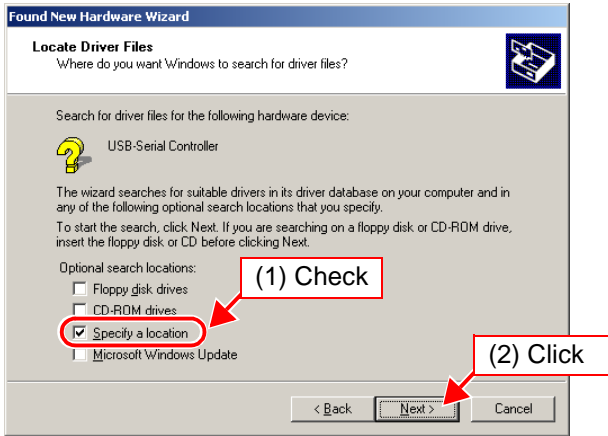 Found New Hardware Wizard
Locate Driver Files
Where do you want Windows to search for driver files?
Search for driver files for the following hardware device:
USB-Serial Controller
The wizard searches for suitable drivers in its driver database on your computer and in
any of the following optional search locations that you specify.
To start the search, click Next. If you are searching on a floppy disk or CD-ROM drive,
insert the floppy disk or CD before clicking Next.
Optional search locations:
(1) Check
Floppy disk drives
CD-ROM drives
Specify a location
Microsoft Windows Update
(2) Click
< Back
Next >
Cancel